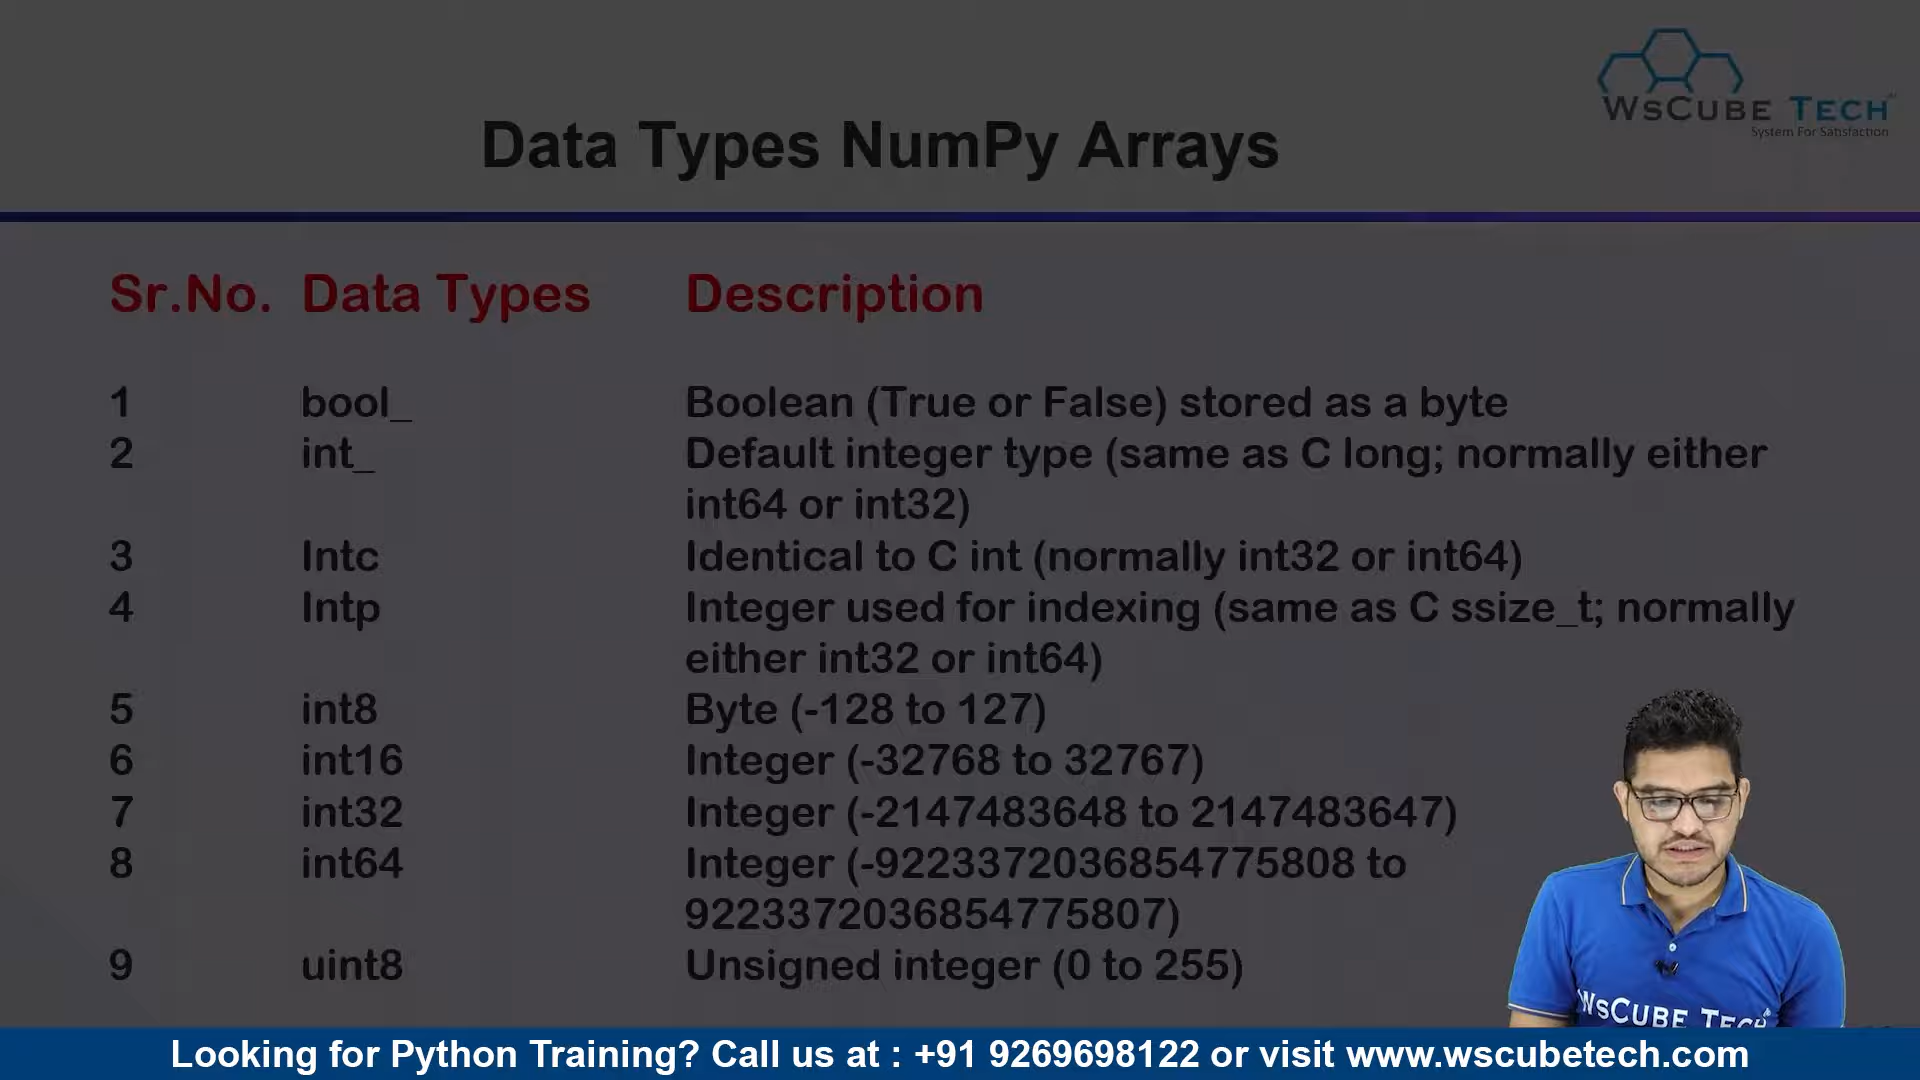 WsCube Tech
System For Satisfaction
Data Types NumPy Arrays
Sr.No. Data Types Description
1 bool_ Boolean (True or False) stored as a byte
2 int_ Default integer type (same as C long; normally either
int64 or int32)
3 Intc Identical to C int (normally int32 or int64)
4 Intp Integer used for indexing (same as C ssize_t; normally
either int32 or int64)
5 int8 Byte (-128 to 127)
6 int16 Integer (-32768 to 32767)
7 int32 Integer (-2147483648 to 2147483647)
8 int64 Integer (-9223372036854775808 to
9223372036854775807)
9 uint8 Unsigned integer (0 to 255)
WsCube Tech
Looking for Python Training? Call us at : +91 9269698122 or visit www.wscubetech.com